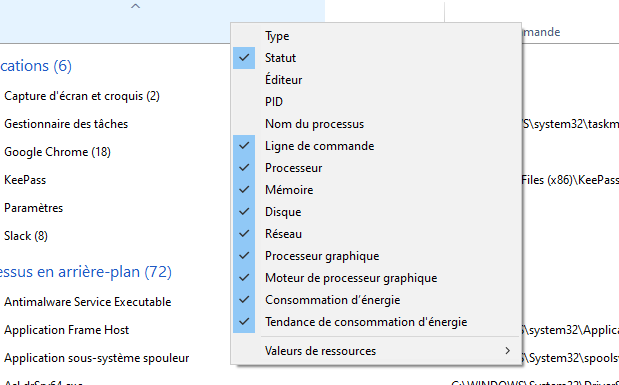 mande
cations (6)
Capture d'écran et croquis (2)
Gestionnaire des tâches
Google Chrome (18)
KeePass
Paramètres
Slack (8)
essus en arrière-plan (72)
Antimalware Service Executable
Application Frame Host
Application sous-système spouleur
Type
Statut
Éditeur
PID
Nom du processus
Ligne de commande
Processeur
Mémoire
Disque
Réseau
Processeur graphique
Moteur de processeur graphique
Consommation d'énergie
Tendance de consommation d'énergie
Valeurs de ressources
S\system32\taskm
Files (x86)\KeePass
S\system32\Applica
S\system32\spools